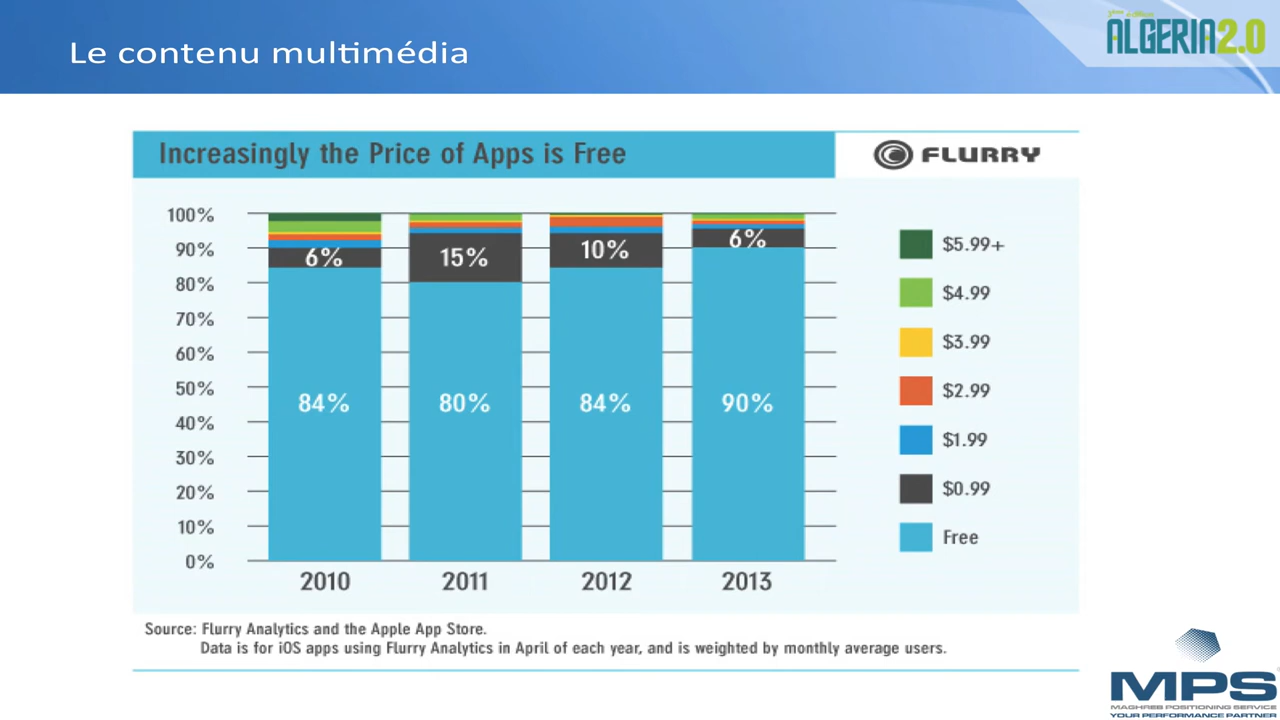 Le contenu multimédia
3ème édition
ALGERIA2.0
Increasingly the Price of Apps is Free
FLURRY
100%
90%
80%
70%
60%
50%
40%
30%
20%
10%
0%
6%
15%
10%
6%
84%
80%
84%
90%
2010
2011
2012
2013
$5.99+
$4.99
$3.99
$2.99
$1.99
$0.99
Free
Source: Flurry Analytics and the Apple App Store.
Data is for iOS apps using Flurry Analytics in April of each year, and is weighted by monthly average users.
MPS
MAGHREB POSITIONING SERVICE
YOUR PERFORMANCE PARTNER